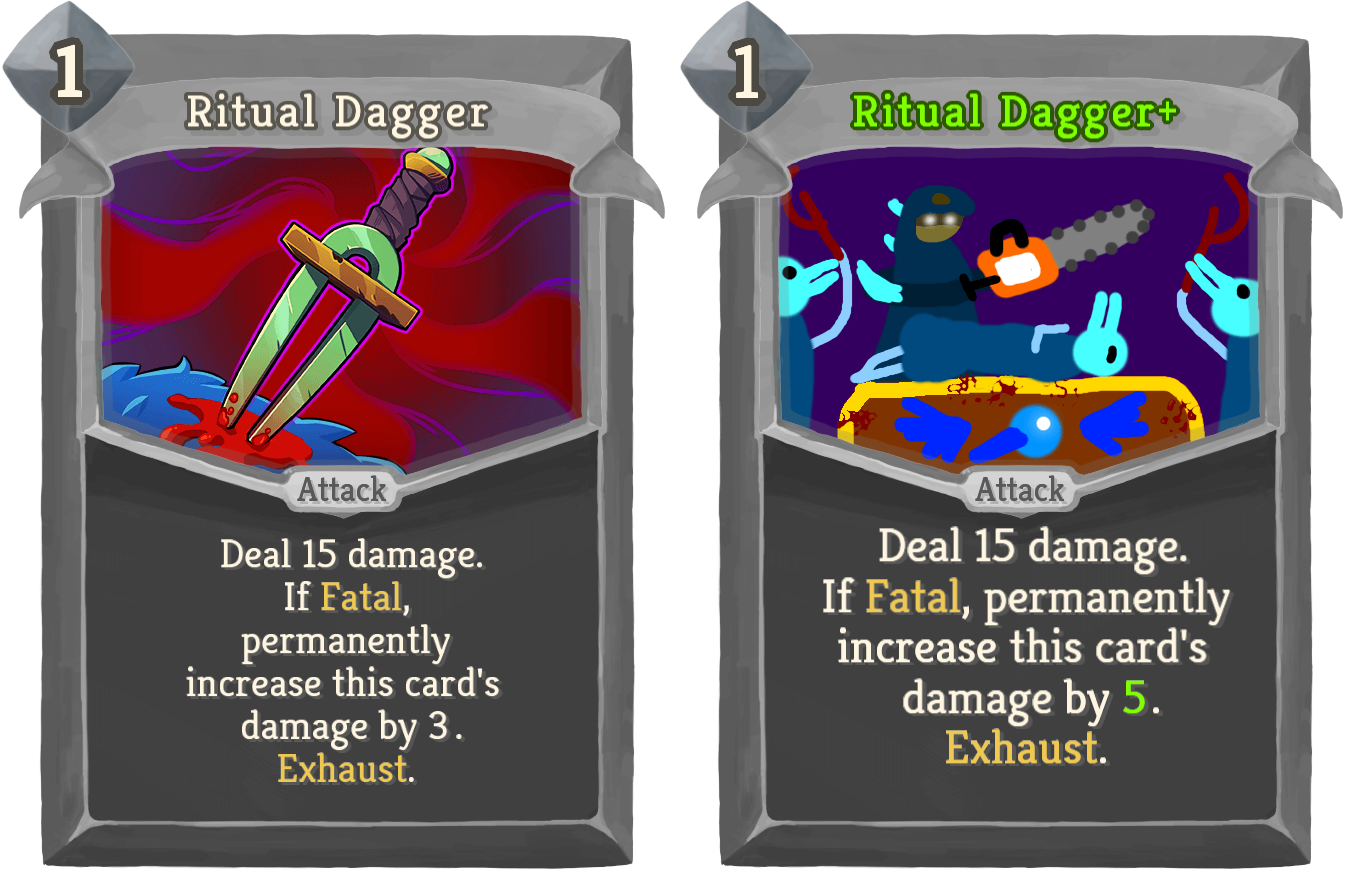 1
Ritual Dagger
Attack
Deal 15 damage.
If Fatal,
permanently
increase this card's
damage by 3.
Exhaust.
1
Ritual Dagger+
Attack
Deal 15 damage.
If Fatal, permanently
increase this card's
damage by 5.
Exhaust.